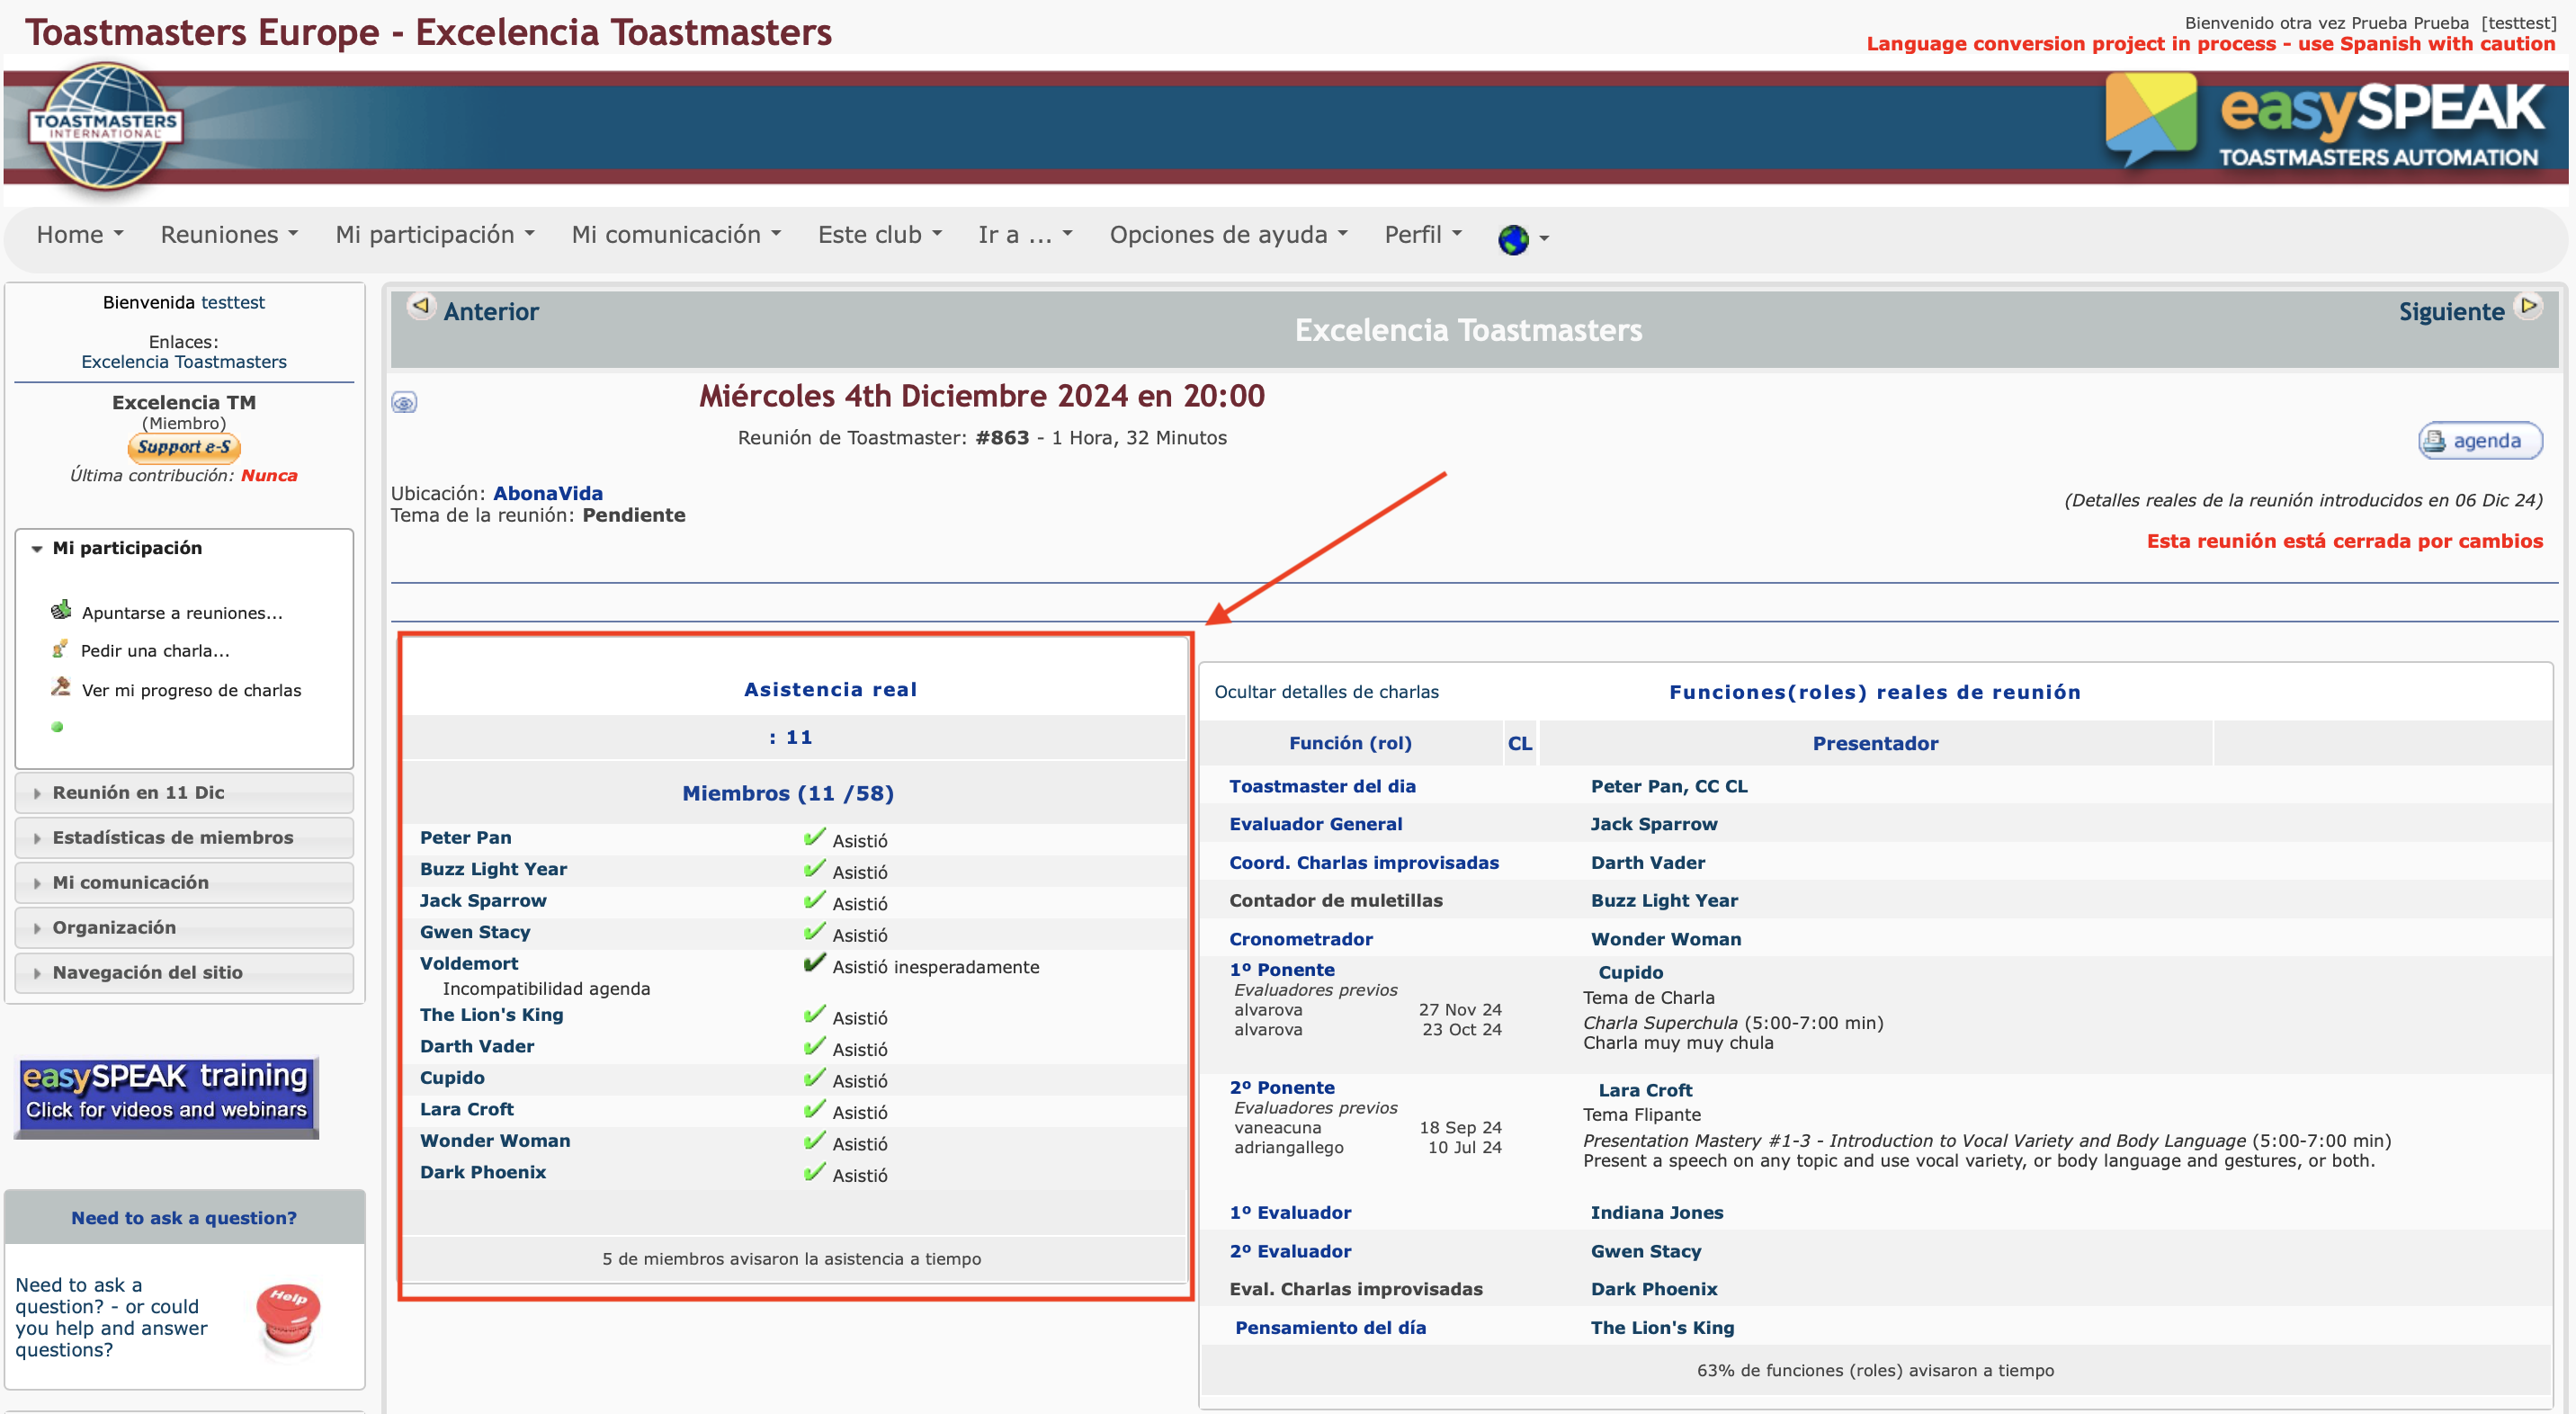 Toastmasters Europe - Excelencia Toastmasters
Bienvenido otra vez Prueba Prueba [testtest]
Language conversion project in process - use Spanish with caution
TOASTMASTERS
INTERNATIONAL
easySPEAK
TOASTMASTERS AUTOMATION
Home Reuniones Mi participación Mi comunicación Este club Ir a ... Opciones de ayuda Perfil
Bienvenida testtest
Enlaces:
Excelencia Toastmasters
Excelencia TM
(Miembro)
Support e-S
Última contribución: Nunca
Mi participación
Apuntarse a reuniones...
Pedir una charla...
Ver mi progreso de charlas
Reunión en 11 Dic
Estadísticas de miembros
Mi comunicación
Organización
Navegación del sitio
easySPEAK training
Click for videos and webinars
Need to ask a question?
Need to ask a
question? - or could
you help and answer
questions?
Help
Anterior
Excelencia Toastmasters
Siguiente
Miércoles 4th Diciembre 2024 en 20:00
Reunión de Toastmaster: #863 - 1 Hora, 32 Minutos
agenda
Ubicación: AbonaVida
Tema de la reunión: Pendiente
(Detalles reales de la reunión introducidos en 06 Dic 24)
Esta reunión está cerrada por cambios
Asistencia real
: 11
Miembros (11 /58)
Peter Pan Asistió
Buzz Light Year Asistió
Jack Sparrow Asistió
Gwen Stacy Asistió
Voldemort Asistió inesperadamente
Incompatibilidad agenda
The Lion's King Asistió
Darth Vader Asistió
Cupido Asistió
Lara Croft Asistió
Wonder Woman Asistió
Dark Phoenix Asistió
5 de miembros avisaron la asistencia a tiempo
Ocultar detalles de charlas Funciones(roles) reales de reunión
Función (rol) CL Presentador
Toastmaster del dia Peter Pan, CC CL
Evaluador General Jack Sparrow
Coord. Charlas improvisadas Darth Vader
Contador de muletillas Buzz Light Year
Cronometrador Wonder Woman
1º Ponente Cupido
Evaluadores previos
alvarova 27 Nov 24
alvarova 23 Oct 24
Tema de Charla
Charla Superchula (5:00-7:00 min)
Charla muy muy chula
2º Ponente Lara Croft
Evaluadores previos
vaneacuna 18 Sep 24
adriangallego 10 Jul 24
Tema Flipante
Presentation Mastery #1-3 - Introduction to Vocal Variety and Body Language (5:00-7:00 min)
Present a speech on any topic and use vocal variety, or body language and gestures, or both.
1º Evaluador Indiana Jones
2º Evaluador Gwen Stacy
Eval. Charlas improvisadas Dark Phoenix
Pensamiento del día The Lion's King
63% de funciones (roles) avisaron a tiempo